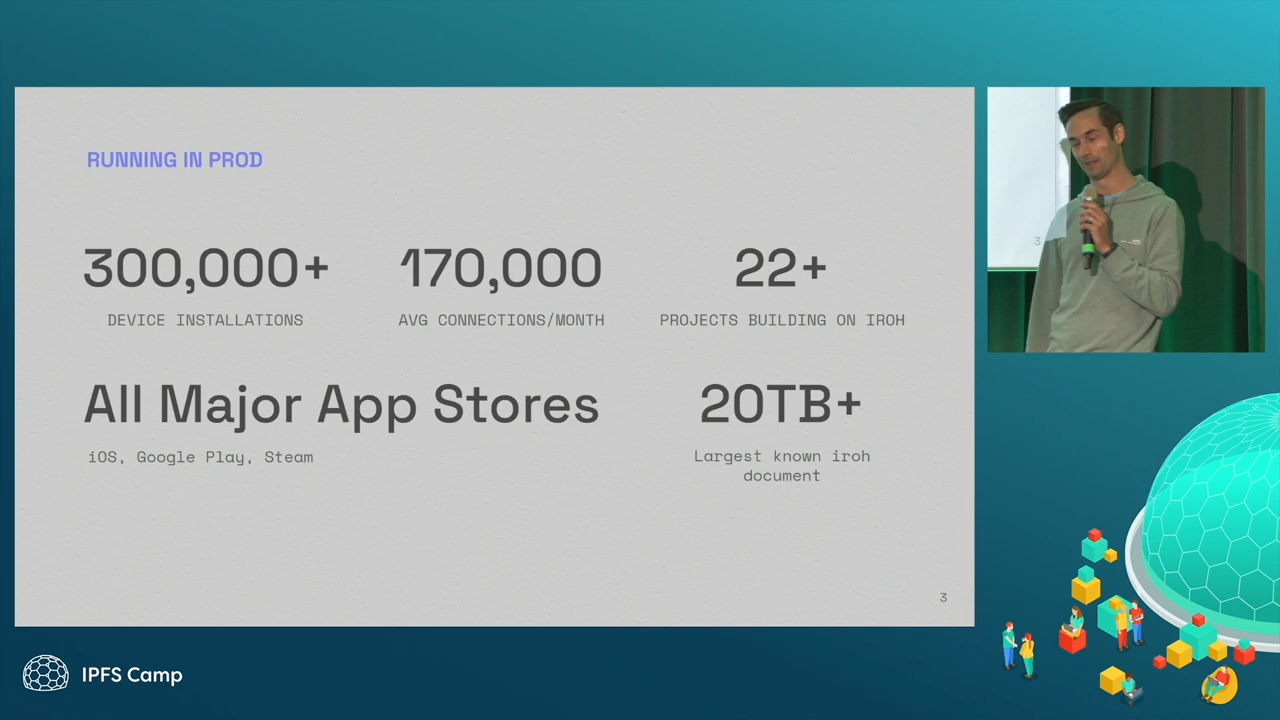 RUNNING IN PROD
300,000+
DEVICE INSTALLATIONS
170,000
AVG CONNECTIONS/MONTH
22+
PROJECTS BUILDING ON IROH
All Major App Stores
iOS, Google Play, Steam
20TB+
Largest known iroh
document
3
3
IPFS Camp